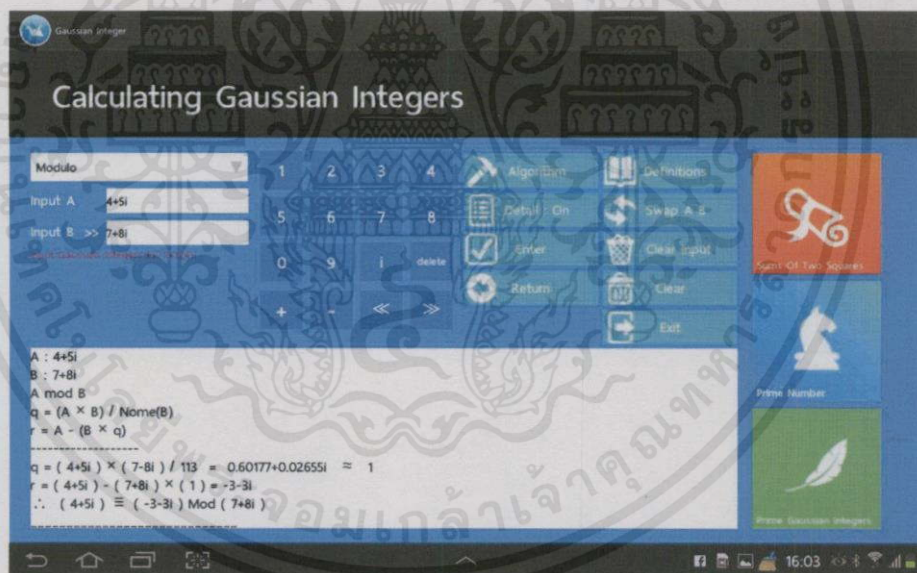 Gaussian Integer
Calculating Gaussian Integers
Modulo
Input A 4+5i
Input B >> 7+8i
1 2 3 4
5 6 7 8
0 9 i delete
+ - ≪ ≫
Algorithm
Detail : On
Enter
Return
Definitions
Swap A B
Clear Input
Clear
Exit
Sums Of Two Squares
Prime Number
Prime Gaussian Integers
A : 4+5i
B : 7+8i
A mod B
q = (A × B) / Nome(B)
r = A - (B × q)
--------------------
q = ( 4+5i ) × ( 7-8i ) / 113 = 0.60177+0.02655i ≈ 1
r = ( 4+5i ) - ( 7+8i ) × ( 1 ) = -3-3i
∴ ( 4+5i ) ≡ ( -3-3i ) Mod ( 7+8i )
--------------------------------------
16:03